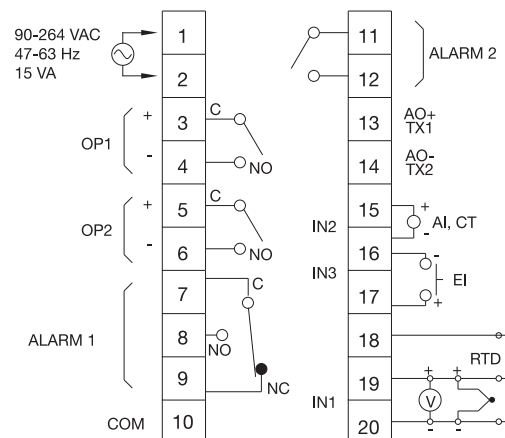 90-264 VAC
47-63 Hz
15 VA
1
2
OP1
+
-
3
4
C
NO
OP2
+
-
5
6
C
NO
ALARM 1
7
8
9
C
NO
NC
COM
10
11
12
ALARM 2
13
AO+
TX1
14
AO-
TX2
15
IN2
+
-
AI, CT
16
IN3
-
17
+
EI
18
RTD
19
+
+
V
IN1
20
-
-